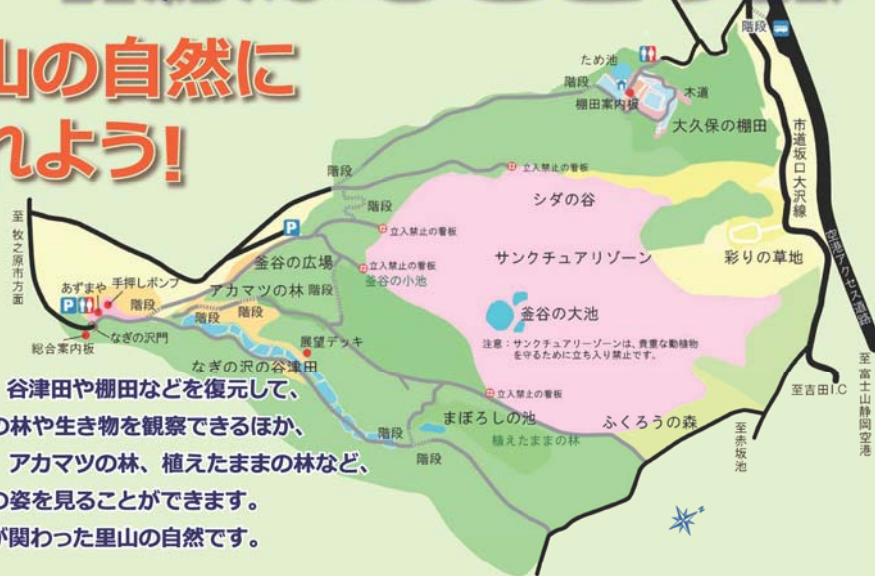 山の自然に
れよう!
谷津田や棚田などを復元して、
の林や生き物を観察できるほか、
アカマツの林、植えたままの林など、
の姿を見ることができます。
が関わった里山の自然です。
階段
ため池
階段
棚田案内板
木道
大久保の棚田
市道坂口大沢線
空港アクセス道路
階段
立入禁止の看板
シダの谷
階段
立入禁止の看板
至 牧之原市方面
P
釜谷の広場
サンクチュアリゾーン
彩りの草地
立入禁止の看板
釜谷の小池
あずまや
手押しポンプ
アカマツの林
階段
P
階段
階段
階段
釜谷の大池
なぎの沢門
総合案内板
展望デッキ
注意:サンクチュアリーゾーンは、貴重な動植物
を守るために立ち入り禁止です。
なぎの沢の谷津田
至富士山静岡空港
至吉田I.C
立入禁止の看板
まぼろしの池
ふくろうの森
至赤坂池
階段
植えたままの林
階段